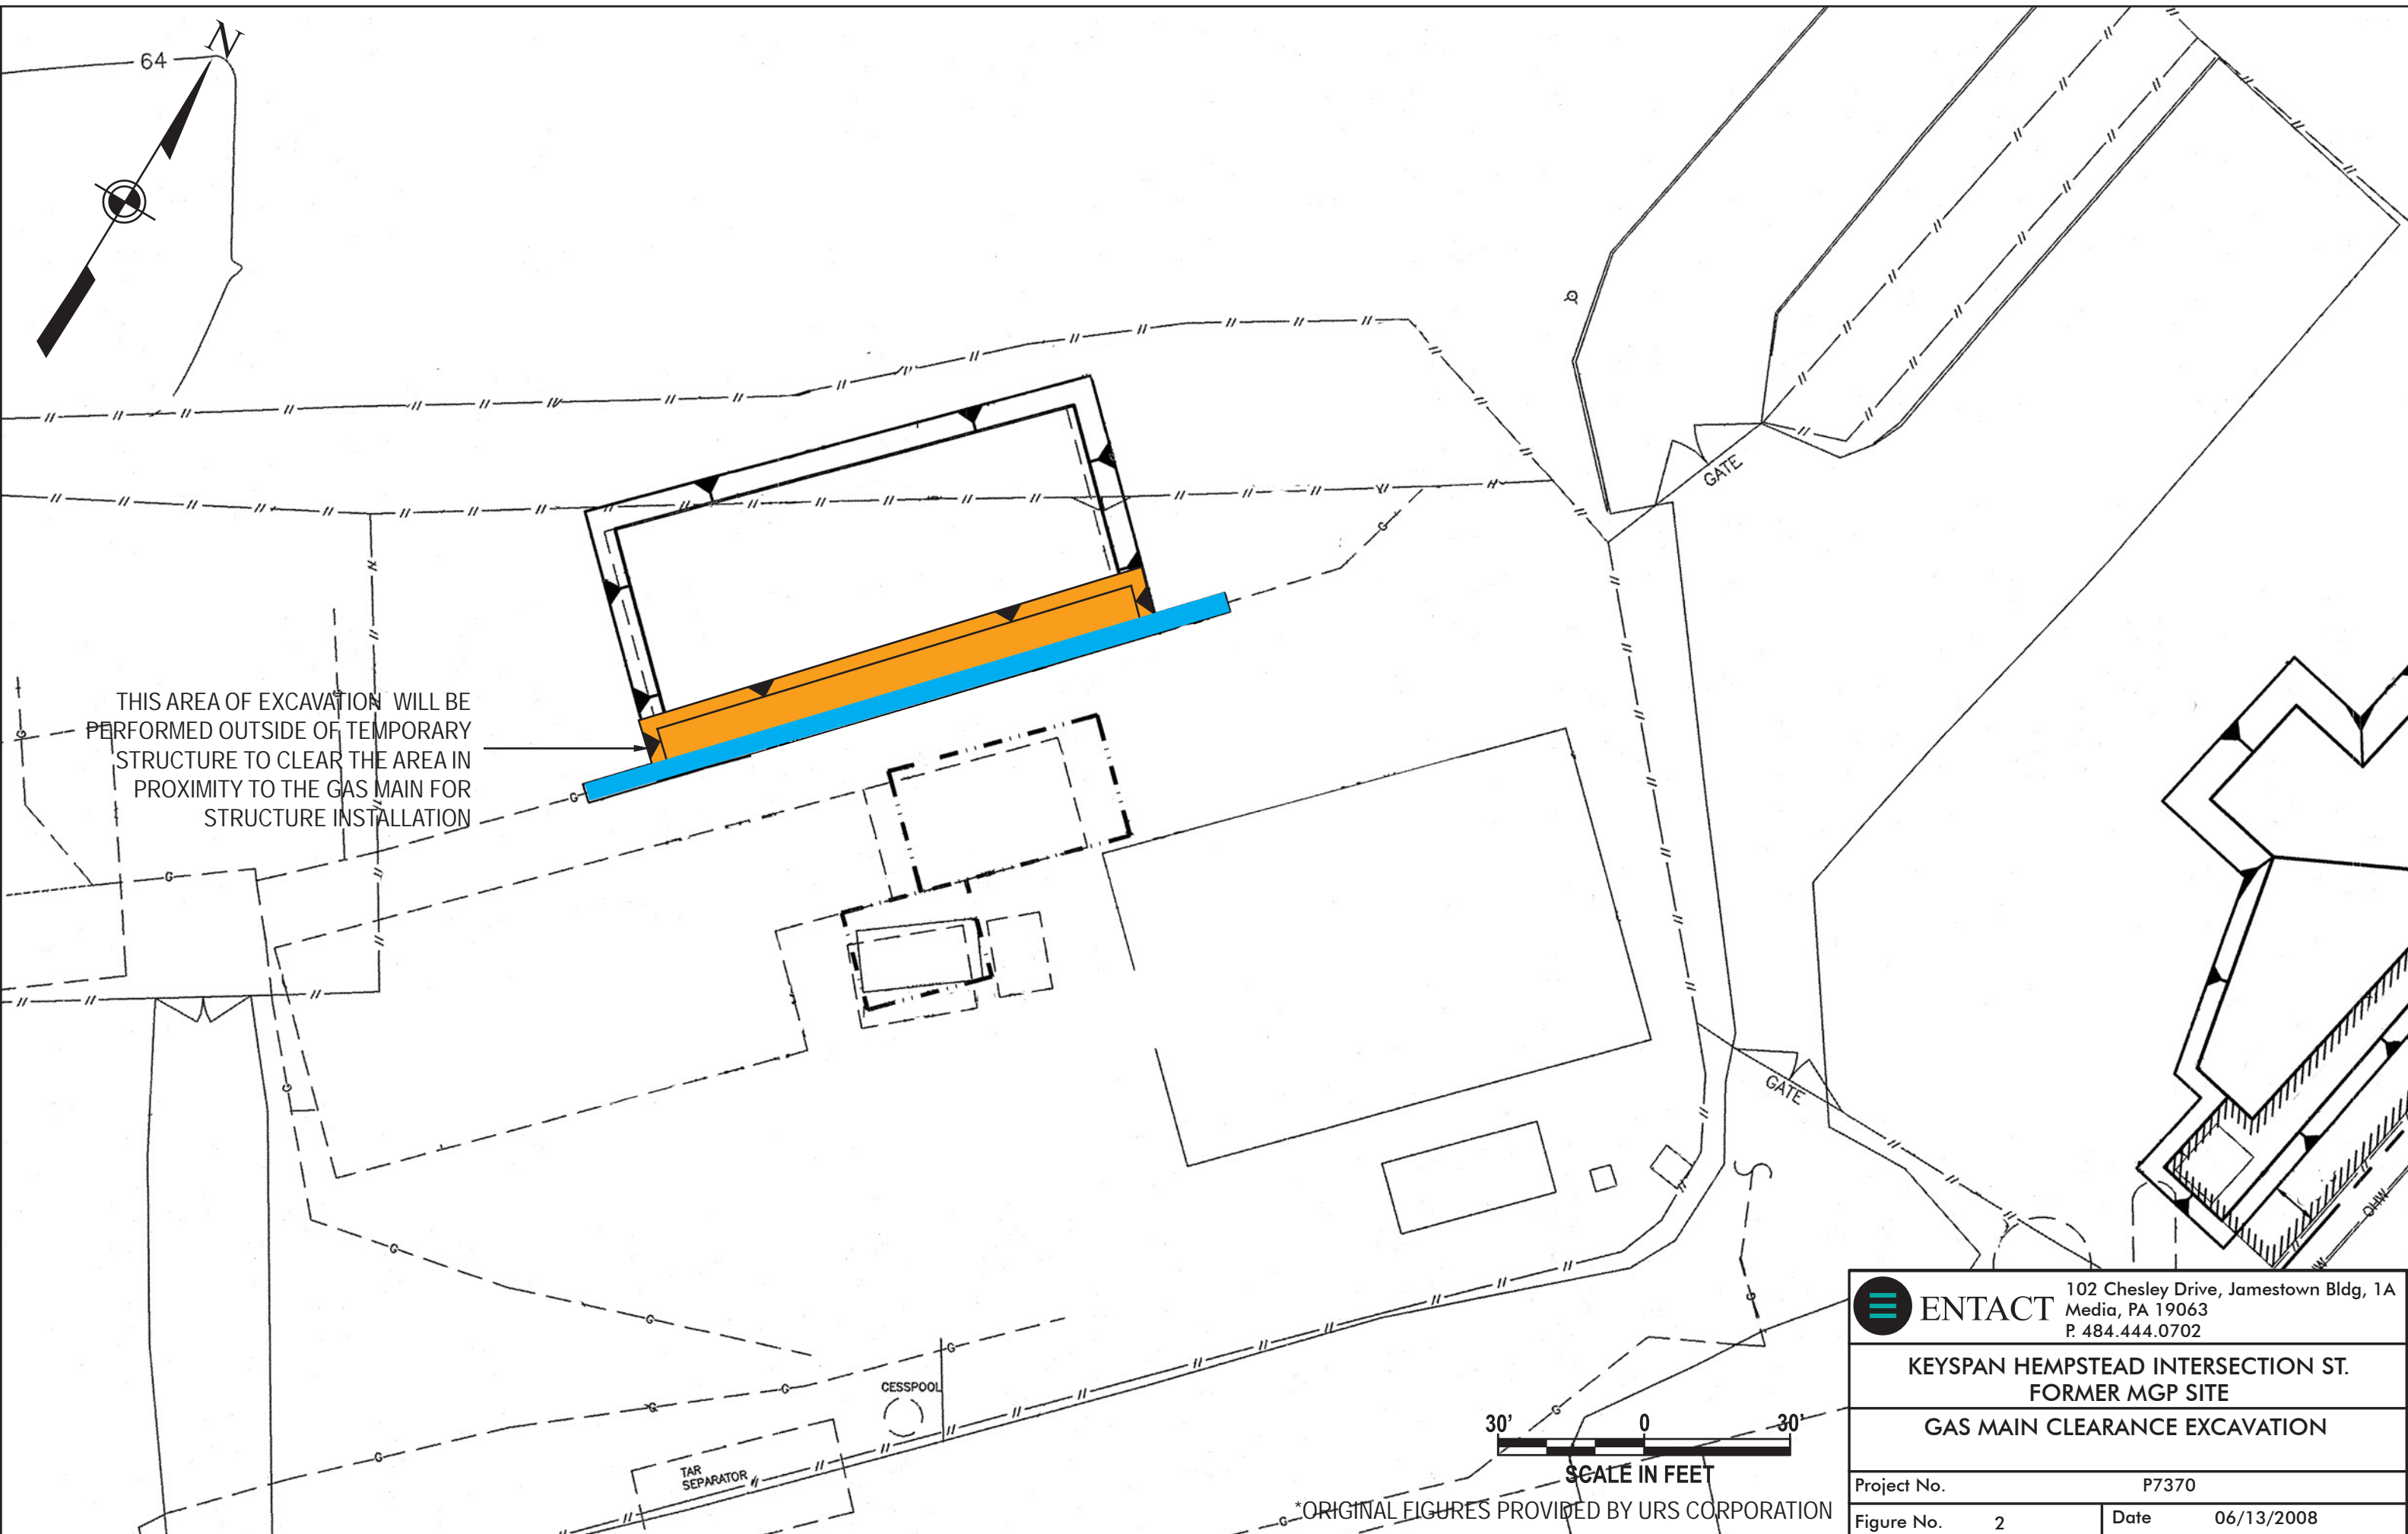 N
64
GATE
G
THIS AREA OF EXCAVATION WILL BE
PERFORMED OUTSIDE OF TEMPORARY
STRUCTURE TO CLEAR THE AREA IN
PROXIMITY TO THE GAS MAIN FOR
STRUCTURE INSTALLATION
G
G
G
G
G
GATE
G
G
G
OHW
G
CESSPOOL
G
G
G
G
TAR
SEPARATOR
30' 0 30'
SCALE IN FEET
*ORIGINAL FIGURES PROVIDED BY URS CORPORATION
G
ENTACT
102 Chesley Drive, Jamestown Bldg, 1A
Media, PA 19063
P. 484.444.0702
KEYSPAN HEMPSTEAD INTERSECTION ST.
FORMER MGP SITE
GAS MAIN CLEARANCE EXCAVATION
Project No. P7370
Figure No. 2
Date 06/13/2008